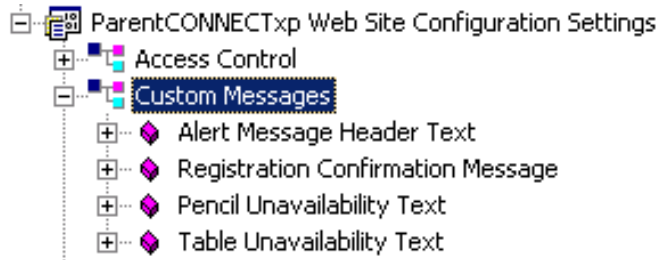 ParentCONNECTxp Web Site Configuration Settings
Access Control
Custom Messages
Alert Message Header Text
Registration Confirmation Message
Pencil Unavailability Text
Table Unavailability Text